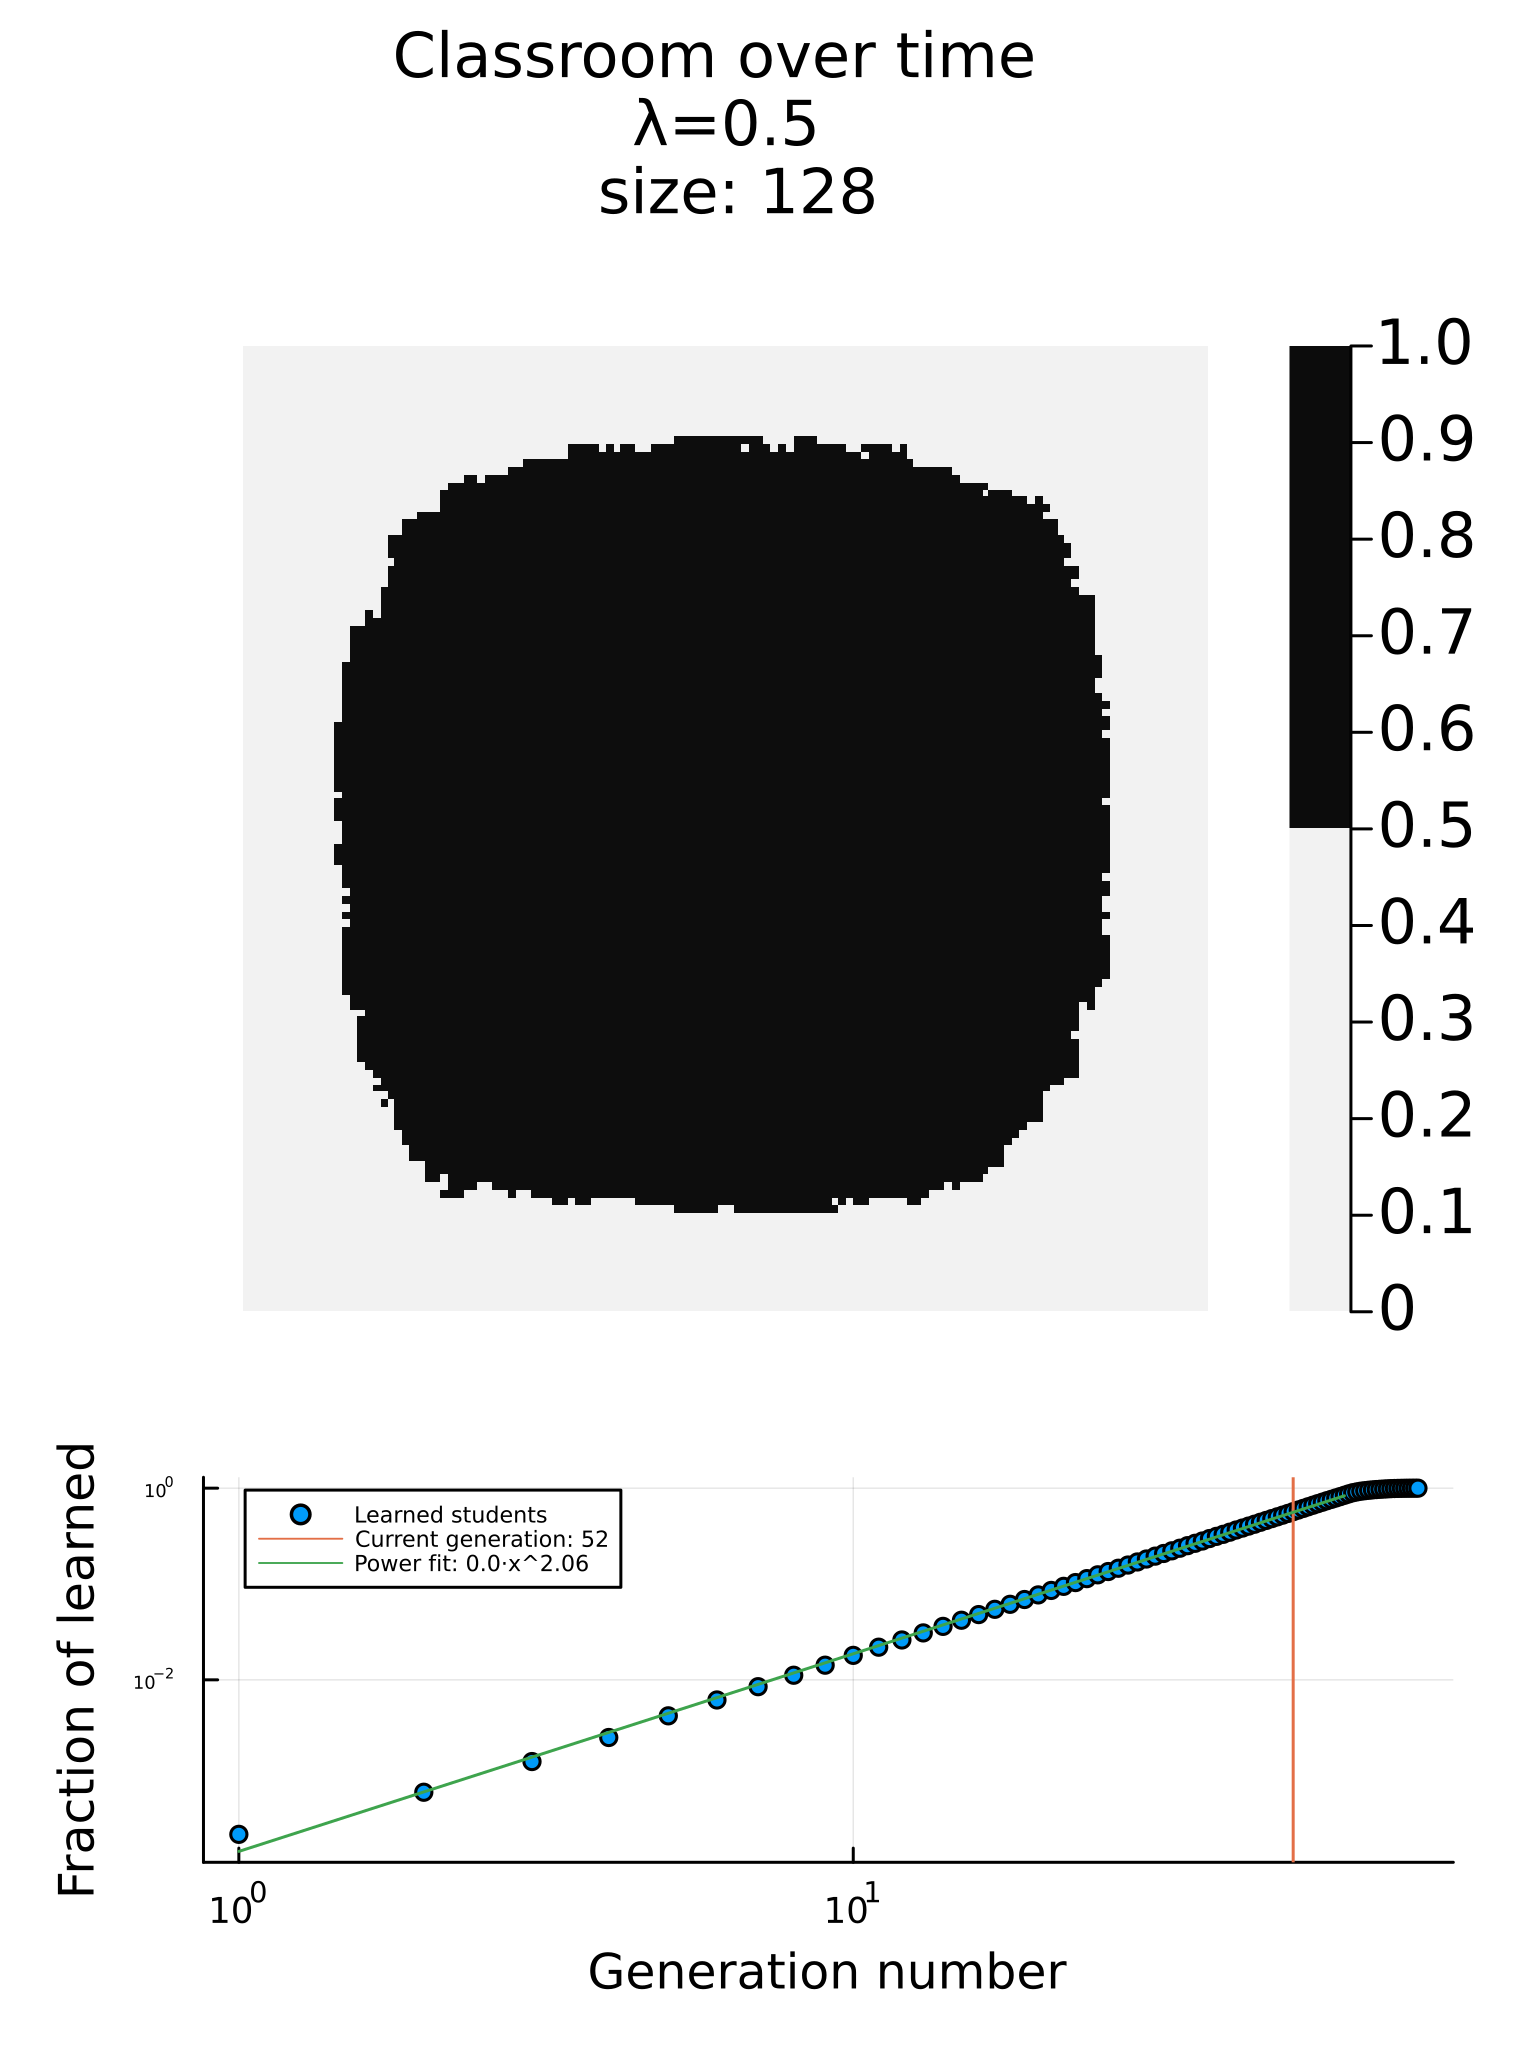 Classroom over time
λ=0.5
size: 128
1.0
0.9
0.8
0.7
0.6
0.5
0.4
0.3
0.2
0.1
0
Fraction of learned
10^0
10^−2
Learned students
Current generation: 52
Power fit: 0.0·x^2.06
10^0
10^1
Generation number